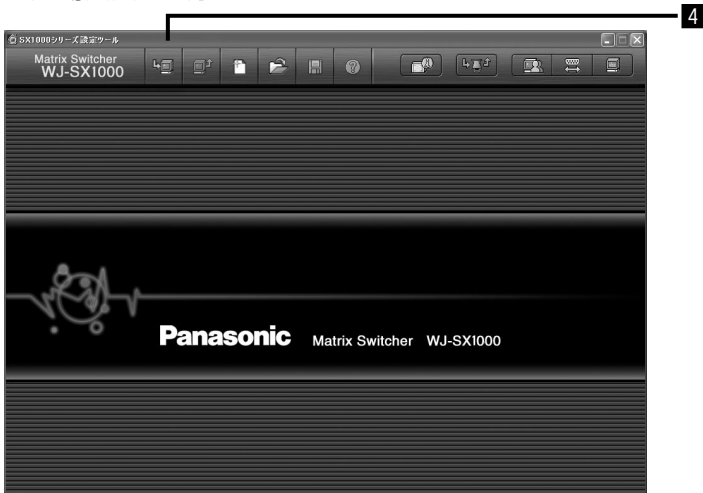 4
SX1000シリーズ設定ツール
Matrix Switcher
WJ-SX1000
Panasonic Matrix Switcher WJ-SX1000